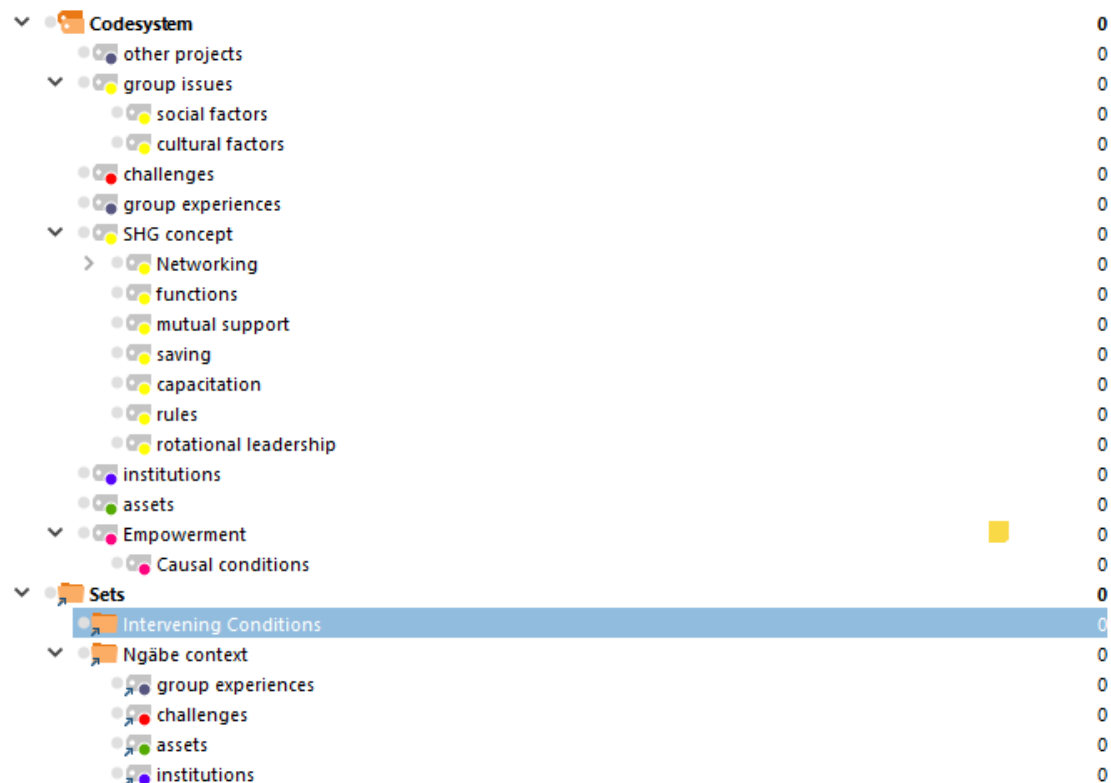 Codesystem 0
other projects 0
group issues 0
social factors 0
cultural factors 0
challenges 0
group experiences 0
SHG concept 0
Networking 0
functions 0
mutual support 0
saving 0
capacitation 0
rules 0
rotational leadership 0
institutions 0
assets 0
Empowerment 0
Causal conditions 0
Sets 0
Intervening Conditions 0
Ngäbe context 0
group experiences 0
challenges 0
assets 0
institutions 0